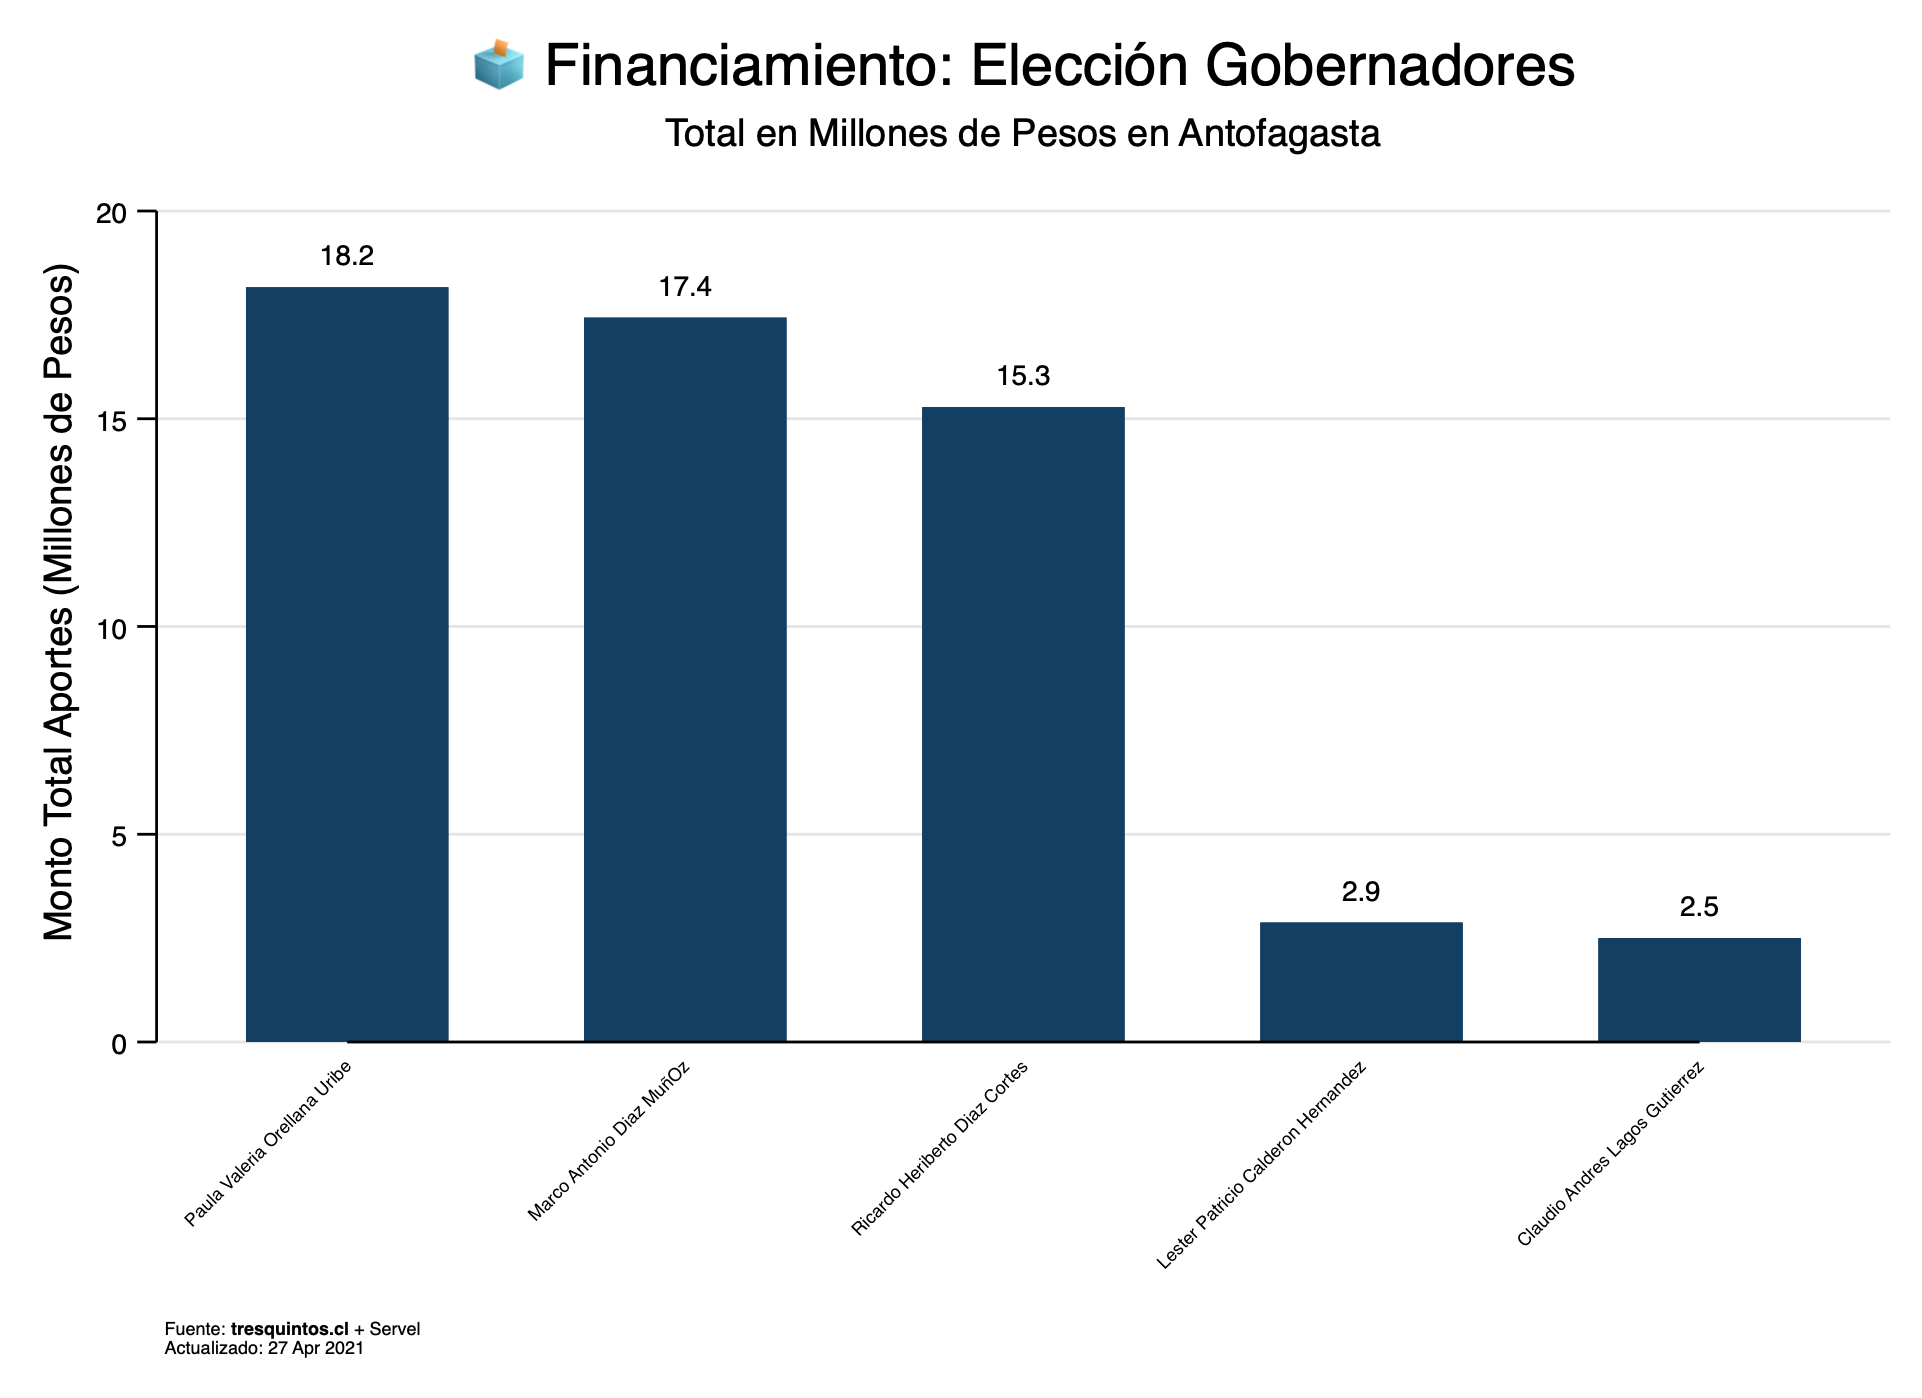 Financiamiento: Elección Gobernadores
Total en Millones de Pesos en Antofagasta
Monto Total Aportes (Millones de Pesos)
20
15
10
5
0
18.2
17.4
15.3
2.9
2.5
Paula Valeria Orellana Uribe
Marco Antonio Diaz MuñOz
Ricardo Heriberto Diaz Cortes
Lester Patricio Calderon Hernandez
Claudio Andres Lagos Gutierrez
Fuente: tresquintos.cl + Servel
Actualizado: 27 Apr 2021